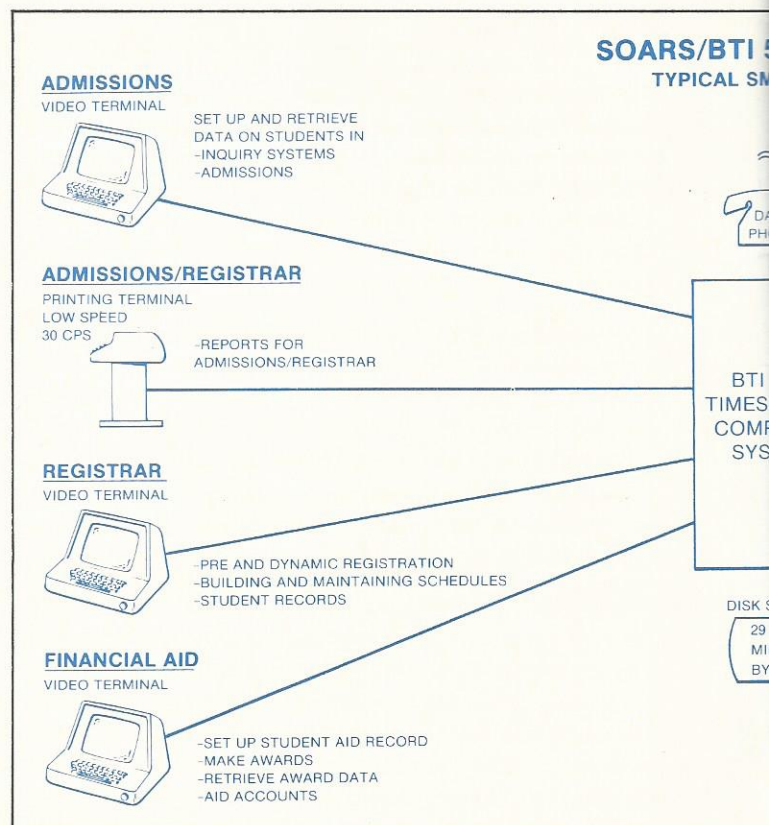 SOARS/BTI
TYPICAL
ADMISSIONS
VIDEO TERMINAL
SET UP AND RETRIEVE
DATA ON STUDENTS IN
-INQUIRY SYSTEMS
-ADMISSIONS
ADMISSIONS/REGISTRAR
PRINTING TERMINAL
LOW SPEED
30 CPS
-REPORTS FOR
ADMISSIONS/REGISTRAR
BTI
REGISTRAR
VIDEO TERMINAL
-PRE AND DYNAMIC REGISTRATION
-BUILDING AND MAINTAINING SCHEDULES
-STUDENT RECORDS
DISK
29
FINANCIAL AID
VIDEO TERMINAL
-SET UP STUDENT AID RECORD
-MAKE AWARDS
-RETRIEVE AWARD DATA
-AID ACCOUNTS